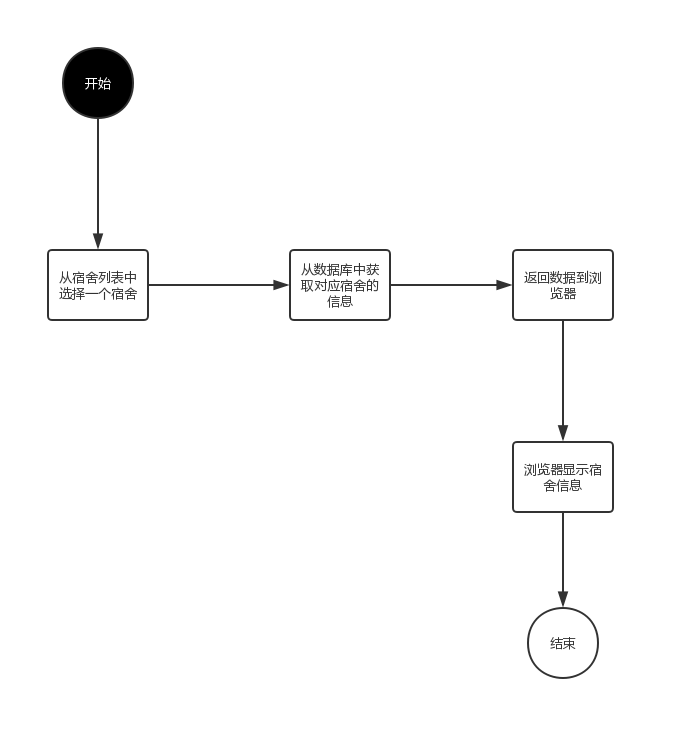 开始
从宿舍列表中
选择一个宿舍
从数据库中获
取对应宿舍的
信息
返回数据到浏
览器
浏览器显示宿
舍信息
结束